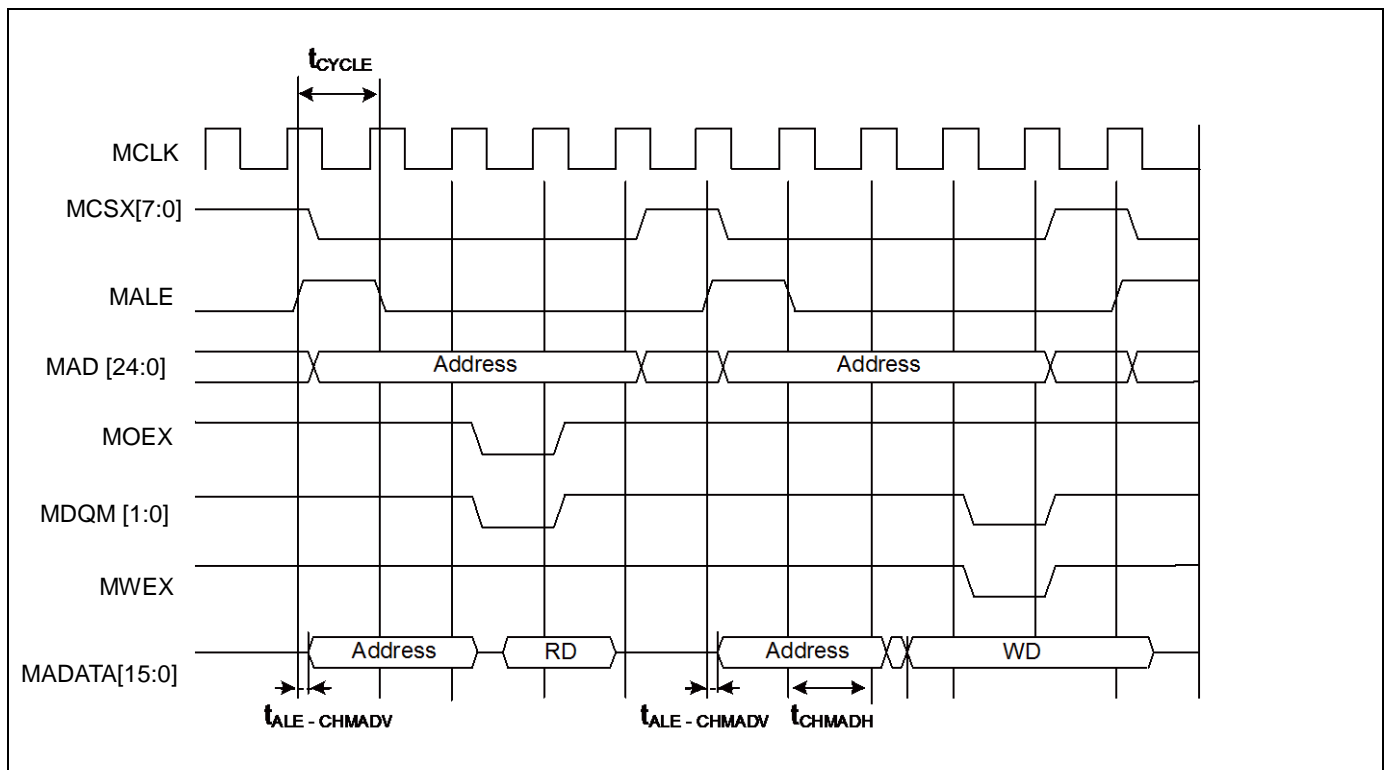 tCYCLE
MCLK
MCSX[7:0]
MALE
MAD [24:0]
Address
Address
MOEX
MDQM [1:0]
MWEX
MADATA[15:0]
Address
RD
Address
WD
tALE - CHMADV
tALE - CHMADV
tCHMADH